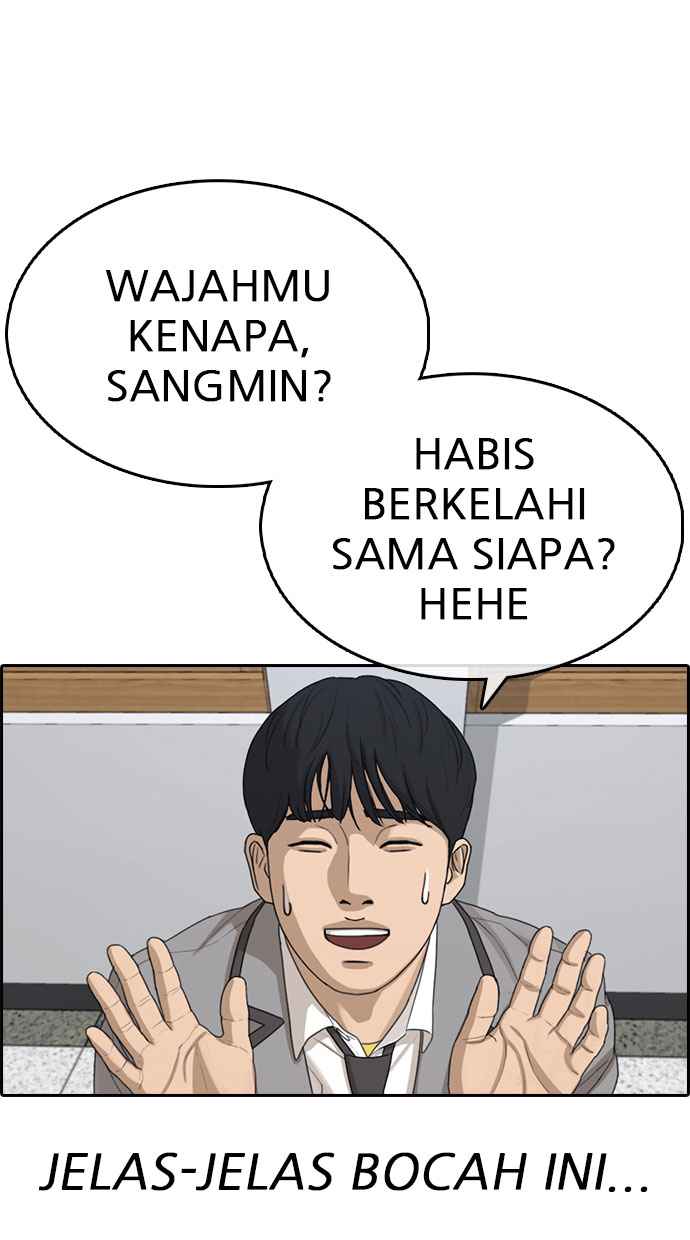 WAJAHMU
KENAPA,
SANGMIN?
HABIS
BERKELAHI
SAMA SIAPA?
HEHE
JELAS-JELAS BOCAH INI...